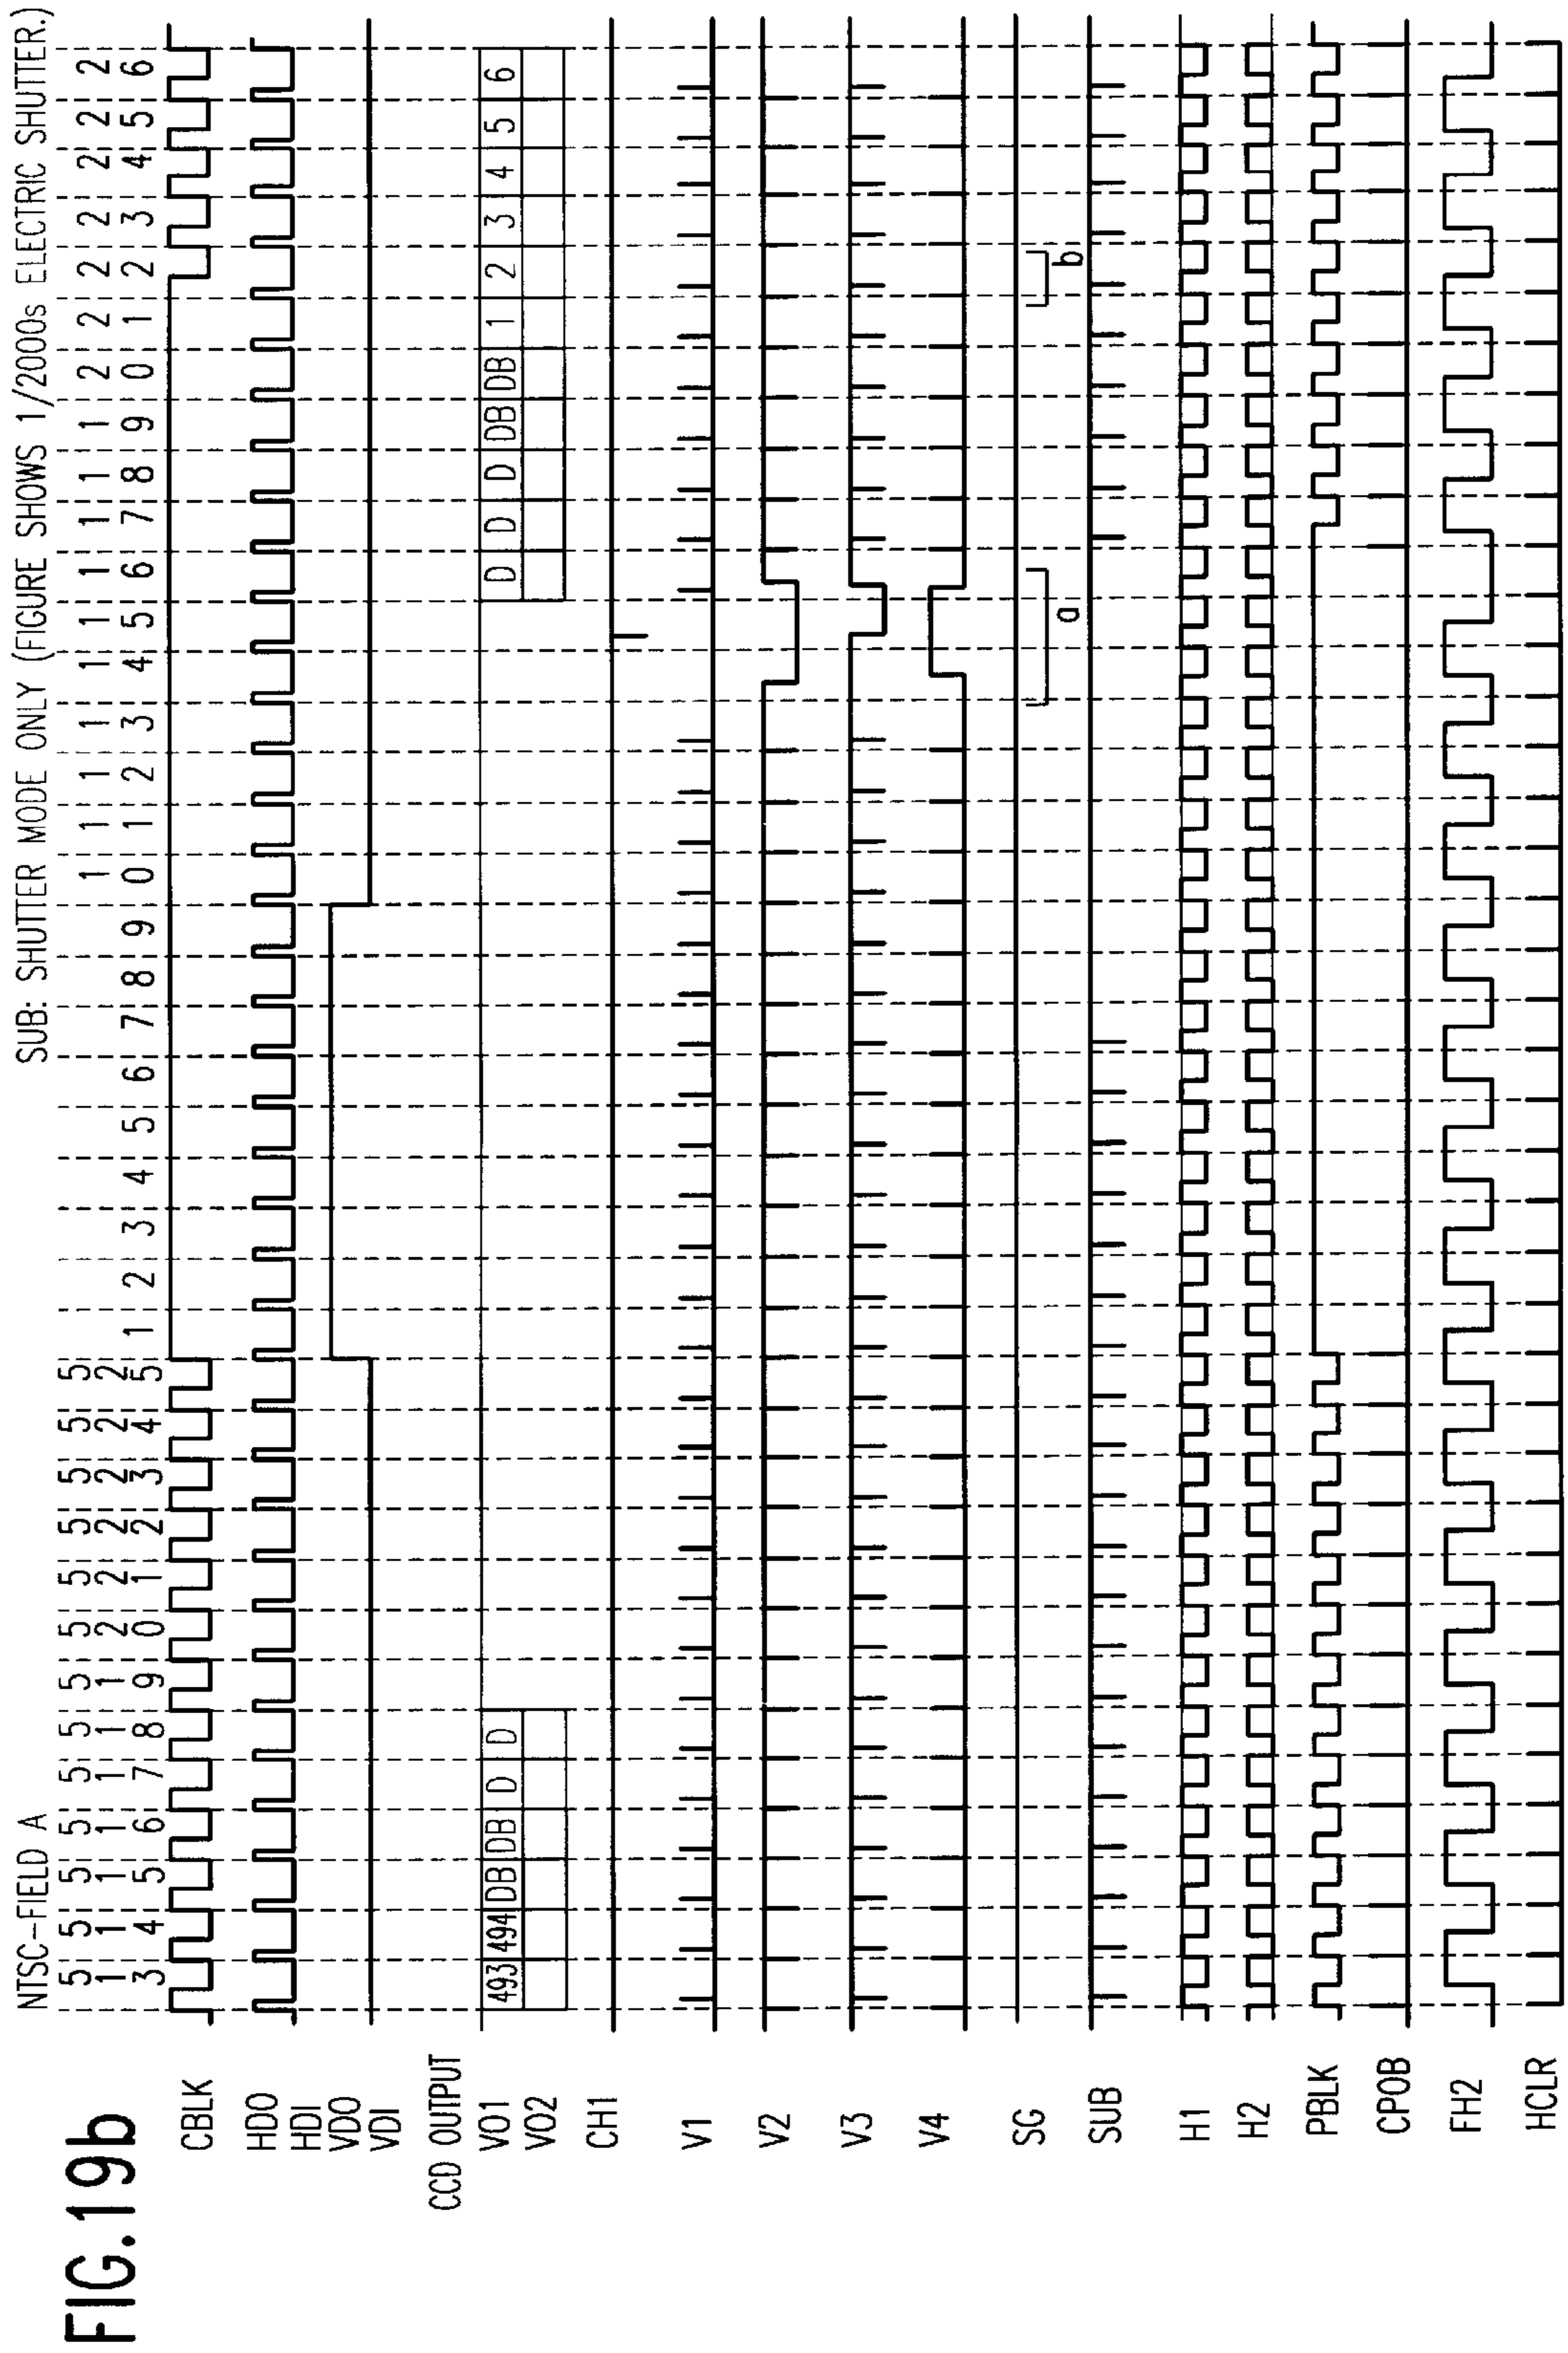 FIG.19b
NTSC-FIELD A
SUB: SHUTTER MODE ONLY (FIGURE SHOWS 1/2000s ELECTRIC SHUTTER.)
513 514 515 516 517 518 519 520 521 522 523 524 525 1 2 3 4 5 6 7 8 9 10 11 12 13 14 15 16 17 18 19 20 21 22 23 24 25 26
CBLK
HDO
HDI
VDO
VDI
CCD OUTPUT
VO1 493 494 DB DB D D D D D DB DB 1 2 3 4 5 6
VO2
CH1
V1
V2
V3
V4
SG
a b
SUB
H1
H2
PBLK
CPOB
FH2
HCLR